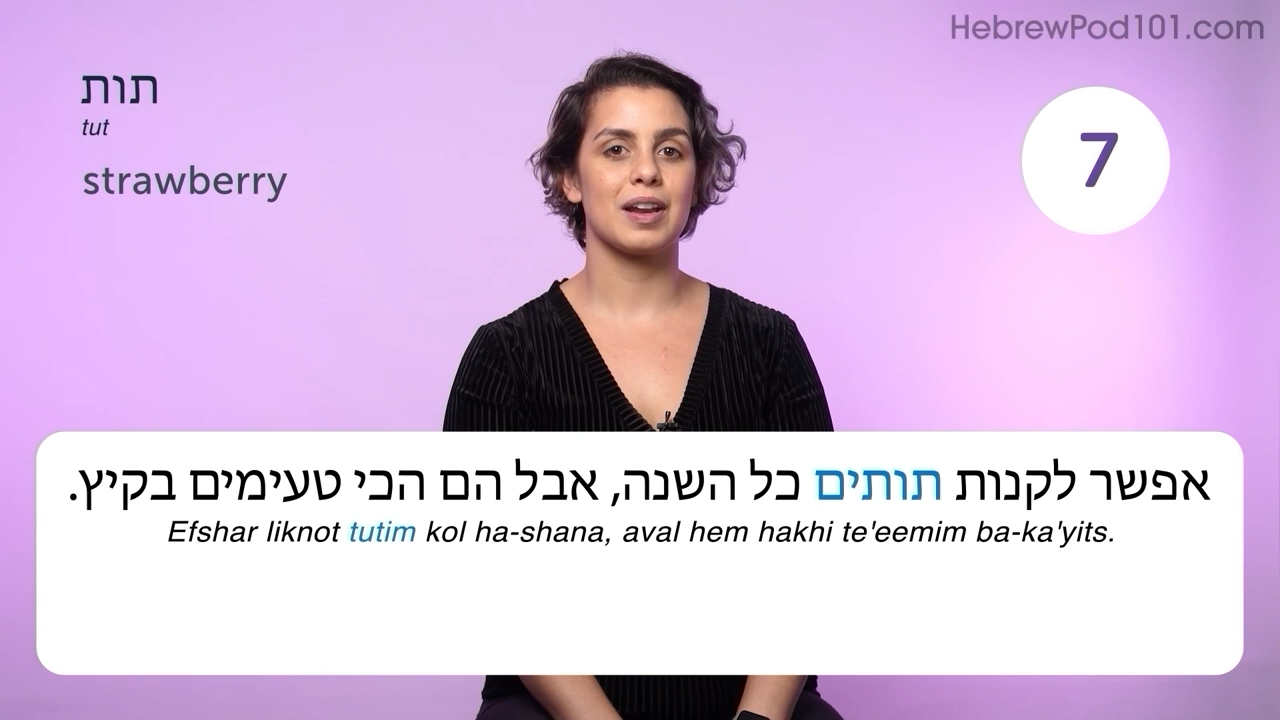 HebrewPod101.com
תות
tut
strawberry
7
אפשר לקנות תותים כל השנה, אבל הם הכי טעימים בקיץ.
Efshar liknot tutim kol ha-shana, aval hem hakhi te'eemim ba-ka'yits.